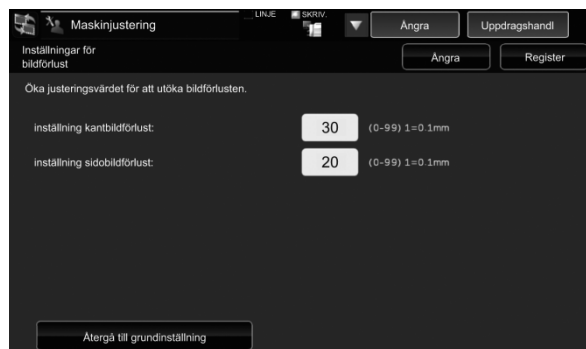 Maskinjustering
LINJE
SKRIV.
Ångra
Uppdragshandl
Inställningar för
bildförlust
Ångra
Register
Öka justeringsvärdet för att utöka bildförlusten.
inställning kantbildförlust:
30
(0-99) 1=0.1mm
inställning sidobildförlust:
20
(0-99) 1=0.1mm
Återgå till grundinställning